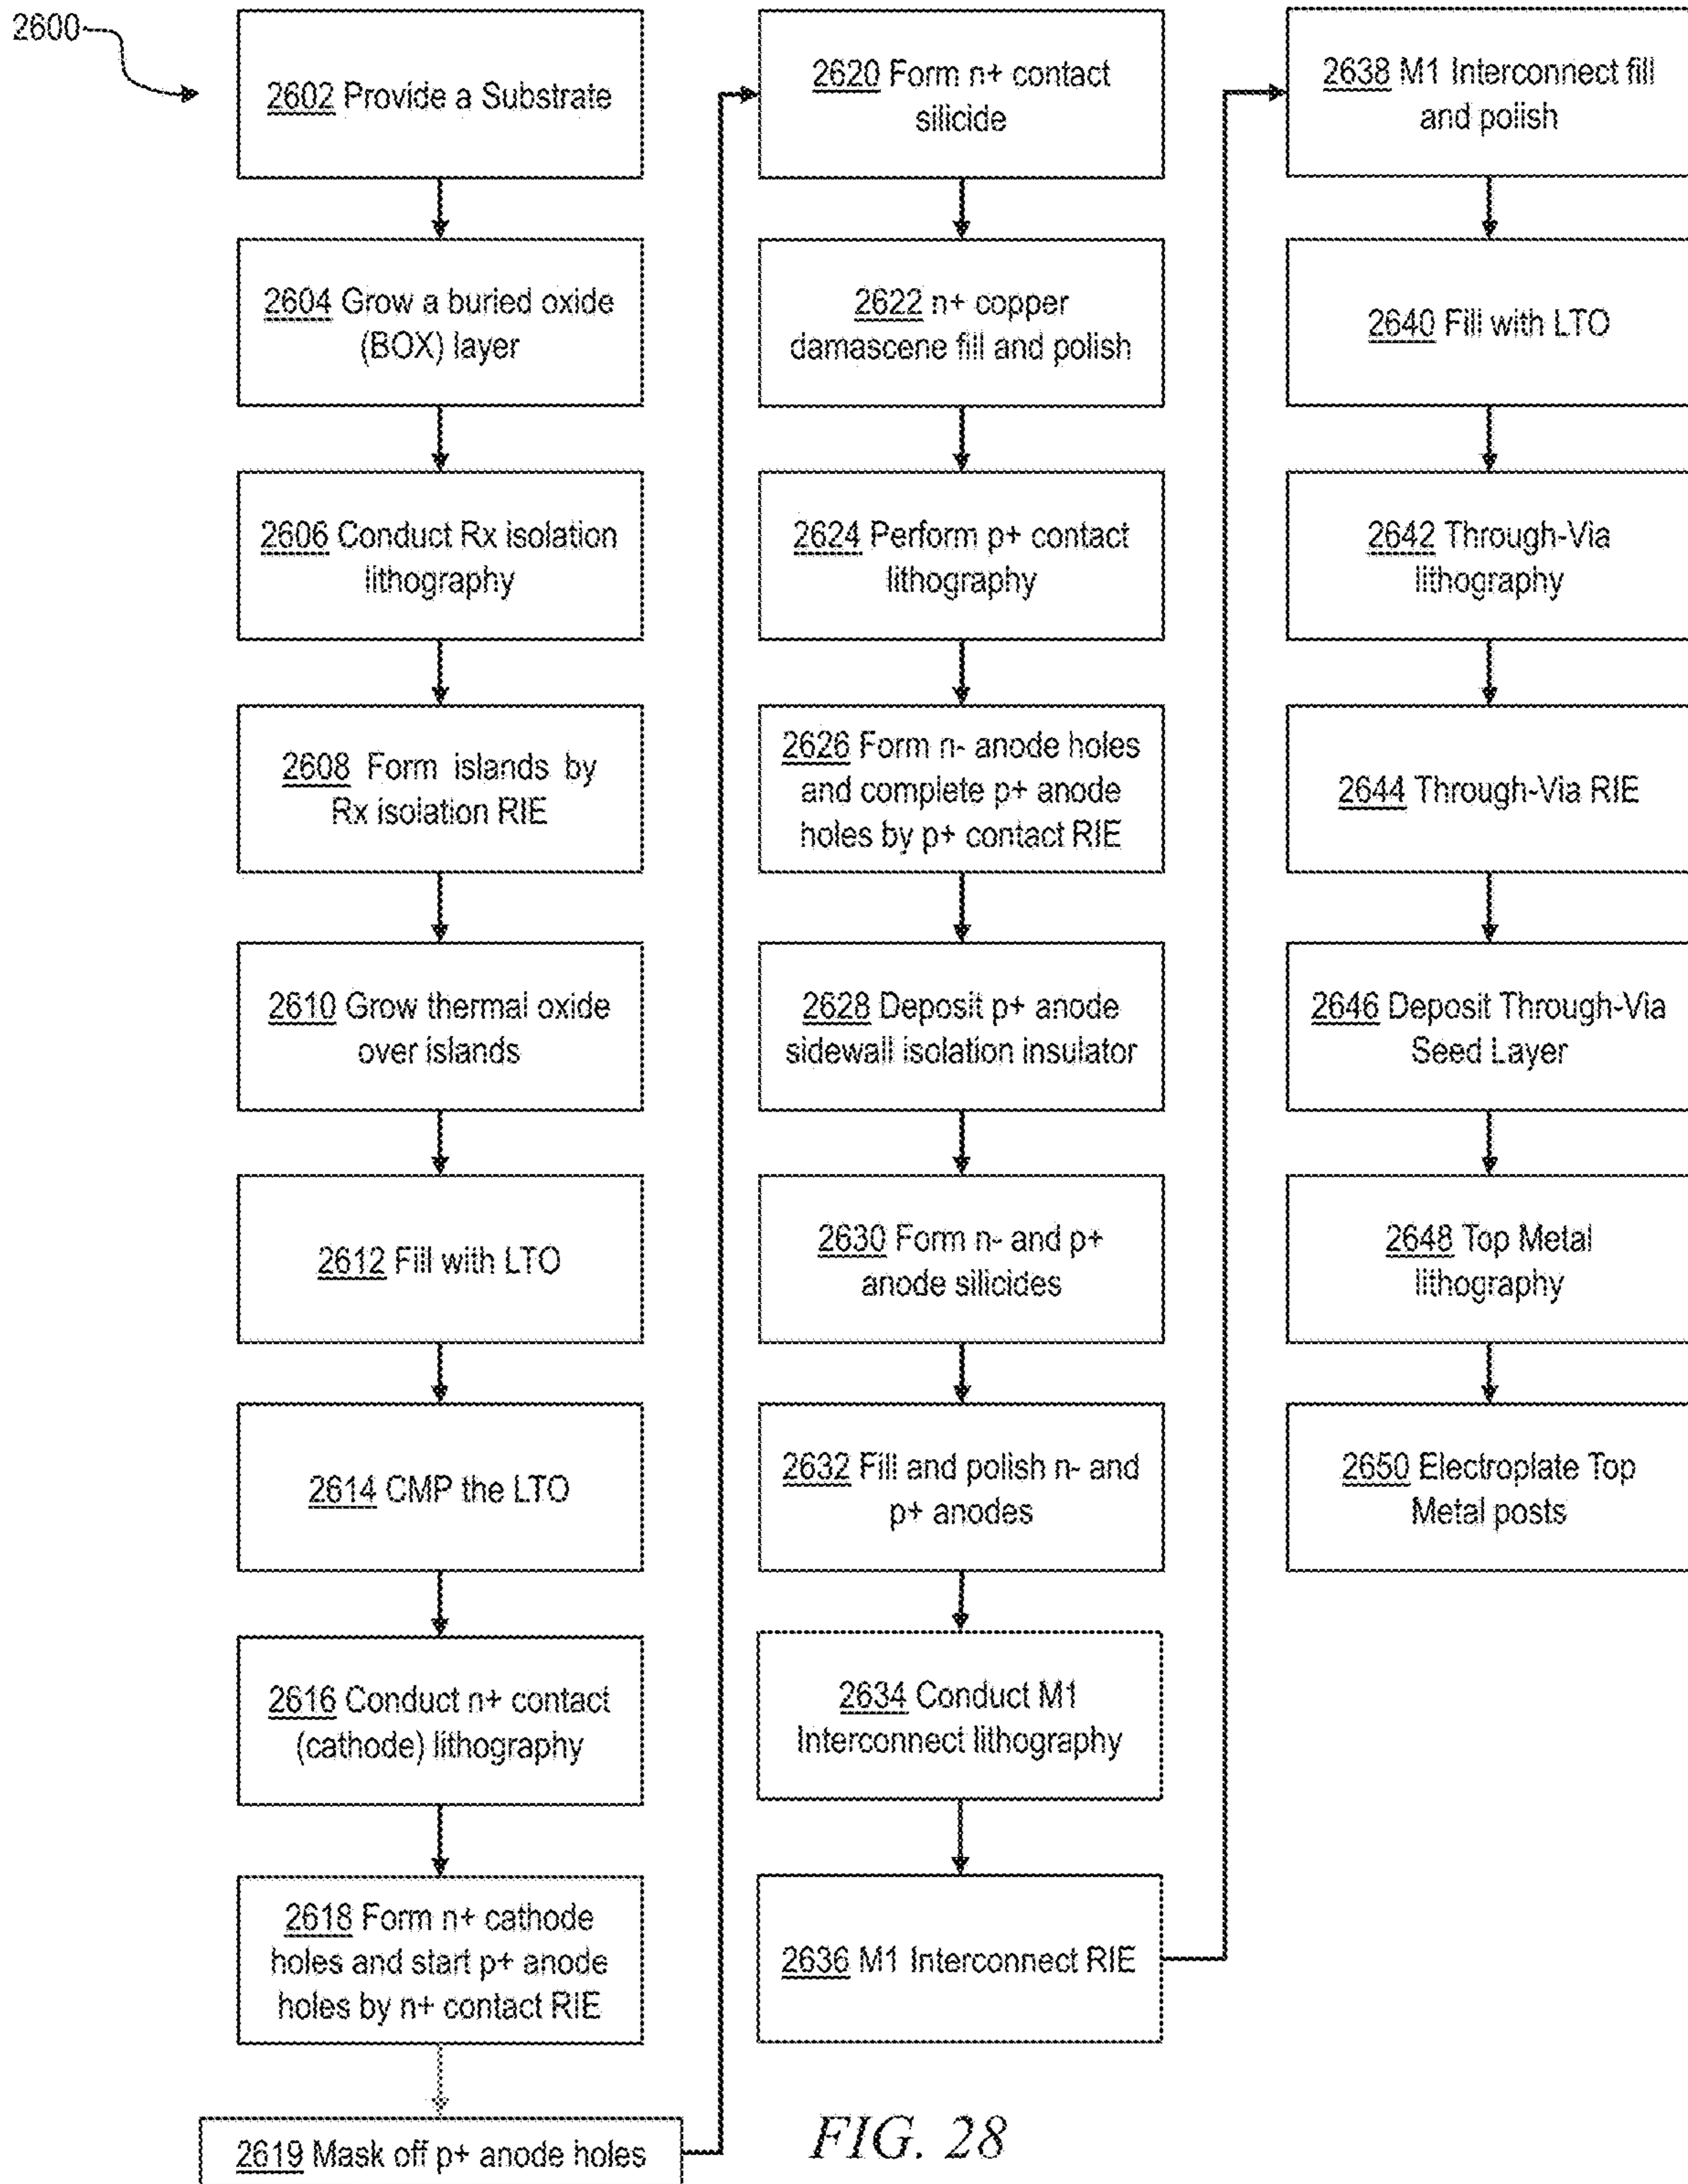 2600
2602 Provide a Substrate
2604 Grow a buried oxide
(BOX) layer
2606 Conduct Rx isolation
lithography
2608 Form islands by
Rx isolation RIE
2610 Grow thermal oxide
over islands
2612 Fill with LTO
2614 CMP the LTO
2616 Conduct n+ contact
(cathode) lithography
2618 Form n+ cathode
holes and start p+ anode
holes by n+ contact RIE
2619 Mask off p+ anode holes
2620 Form n+ contact
silicide
2622 n+ copper
damascene fill and polish
2624 Perform p+ contact
lithography
2626 Form n- anode holes
and complete p+ anode
holes by p+ contact RIE
2628 Deposit p+ anode
sidewall isolation insulator
2630 Form n- and p+
anode silicides
2632 Fill and polish n- and
p+ anodes
2634 Conduct M1
Interconnect lithography
2636 M1 Interconnect RIE
2638 M1 Interconnect fill
and polish
2640 Fill with LTO
2642 Through-Via
lithography
2644 Through-Via RIE
2646 Deposit Through-Via
Seed Layer
2648 Top Metal
lithography
2650 Electroplate Top
Metal posts
FIG. 28